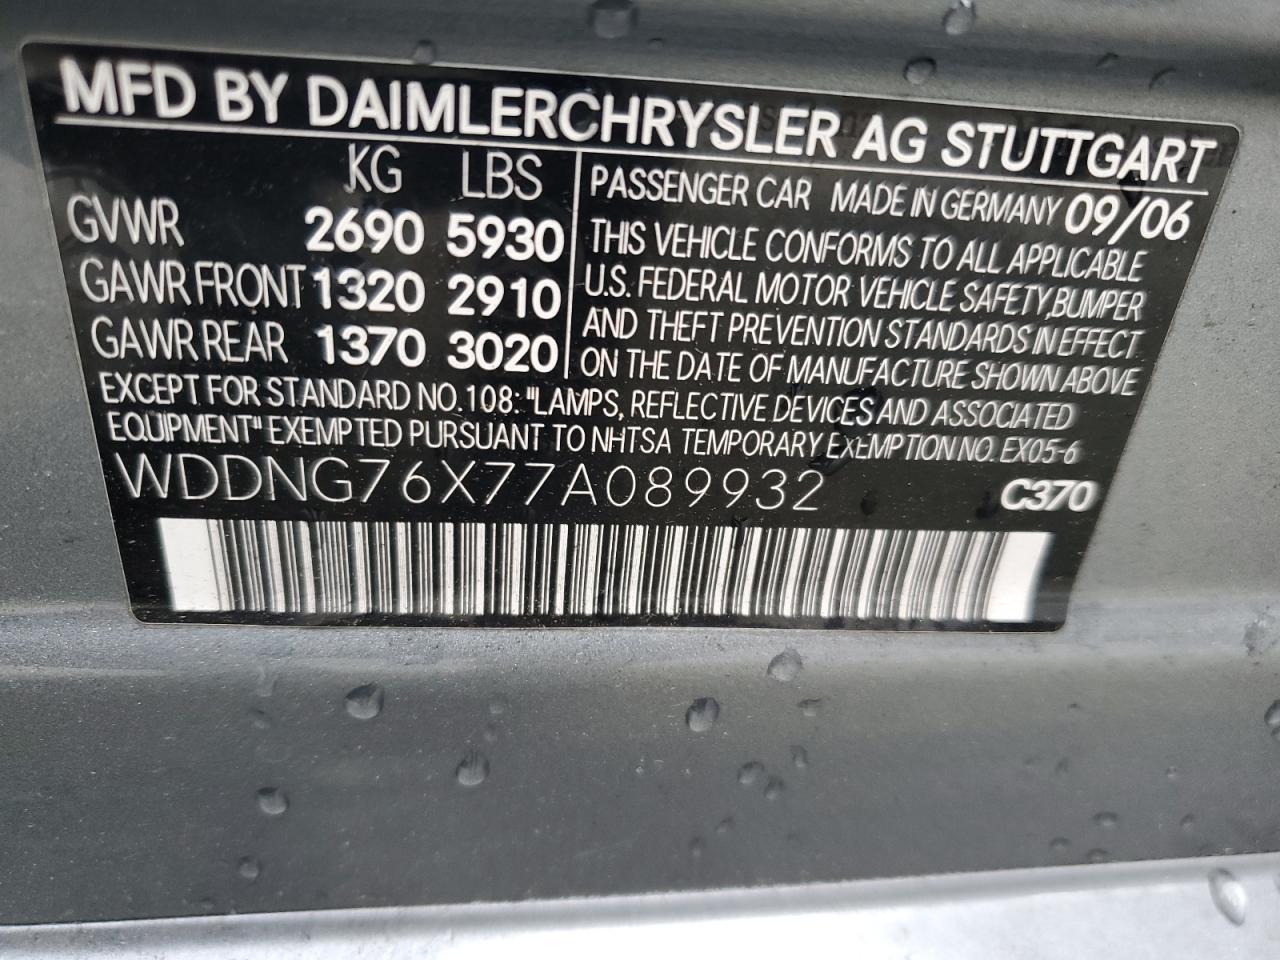 MFD BY DAIMLERCHRYSLER AG STUTTGART
KG LBS
GVWR 2690 5930
GAWR FRONT 1320 2910
GAWR REAR 1370 3020
PASSENGER CAR MADE IN GERMANY 09/06
THIS VEHICLE CONFORMS TO ALL APPLICABLE
U.S. FEDERAL MOTOR VEHICLE SAFETY, BUMPER
AND THEFT PREVENTION STANDARDS IN EFFECT
ON THE DATE OF MANUFACTURE SHOWN ABOVE
EXCEPT FOR STANDARD NO. 108: "LAMPS, REFLECTIVE DEVICES AND ASSOCIATED
EQUIPMENT" EXEMPTED PURSUANT TO NHTSA TEMPORARY EXEMPTION NO. EX05-6
WDDNG76X77A089932 C370